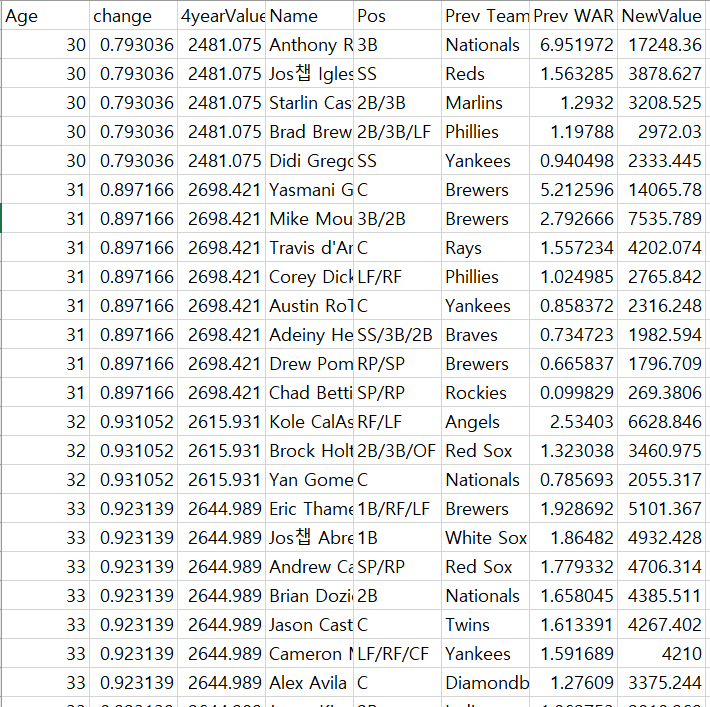 Age change 4yearValue Name Pos Prev Team Prev WAR NewValue
30 0.793036 2481.075 Anthony R 3B Nationals 6.951972 17248.36
30 0.793036 2481.075 Jos챕 Igles SS Reds 1.563285 3878.627
30 0.793036 2481.075 Starlin Cas 2B/3B Marlins 1.2932 3208.525
30 0.793036 2481.075 Brad Brew 2B/3B/LF Phillies 1.19788 2972.03
30 0.793036 2481.075 Didi Grego SS Yankees 0.940498 2333.445
31 0.897166 2698.421 Yasmani G C Brewers 5.212596 14065.78
31 0.897166 2698.421 Mike Mou 3B/2B Brewers 2.792666 7535.789
31 0.897166 2698.421 Travis d'Ar C Rays 1.557234 4202.074
31 0.897166 2698.421 Corey Dick LF/RF Phillies 1.024985 2765.842
31 0.897166 2698.421 Austin RoT C Yankees 0.858372 2316.248
31 0.897166 2698.421 Adeiny He SS/3B/2B Braves 0.734723 1982.594
31 0.897166 2698.421 Drew Pom RP/SP Brewers 0.665837 1796.709
31 0.897166 2698.421 Chad Betti SP/RP Rockies 0.099829 269.3806
32 0.931052 2615.931 Kole CalAs RF/LF Angels 2.53403 6628.846
32 0.931052 2615.931 Brock Holt 2B/3B/OF Red Sox 1.323038 3460.975
32 0.931052 2615.931 Yan Gome C Nationals 0.785693 2055.317
33 0.923139 2644.989 Eric Thame 1B/RF/LF Brewers 1.928692 5101.367
33 0.923139 2644.989 Jos챕 Abre 1B White Sox 1.86482 4932.428
33 0.923139 2644.989 Andrew Ca SP/RP Red Sox 1.779332 4706.314
33 0.923139 2644.989 Brian Dozi 2B Nationals 1.658045 4385.511
33 0.923139 2644.989 Jason Cast C Twins 1.613391 4267.402
33 0.923139 2644.989 Cameron LF/RF/CF Yankees 1.591689 4210
33 0.923139 2644.989 Alex Avila C Diamondb 1.27609 3375.244